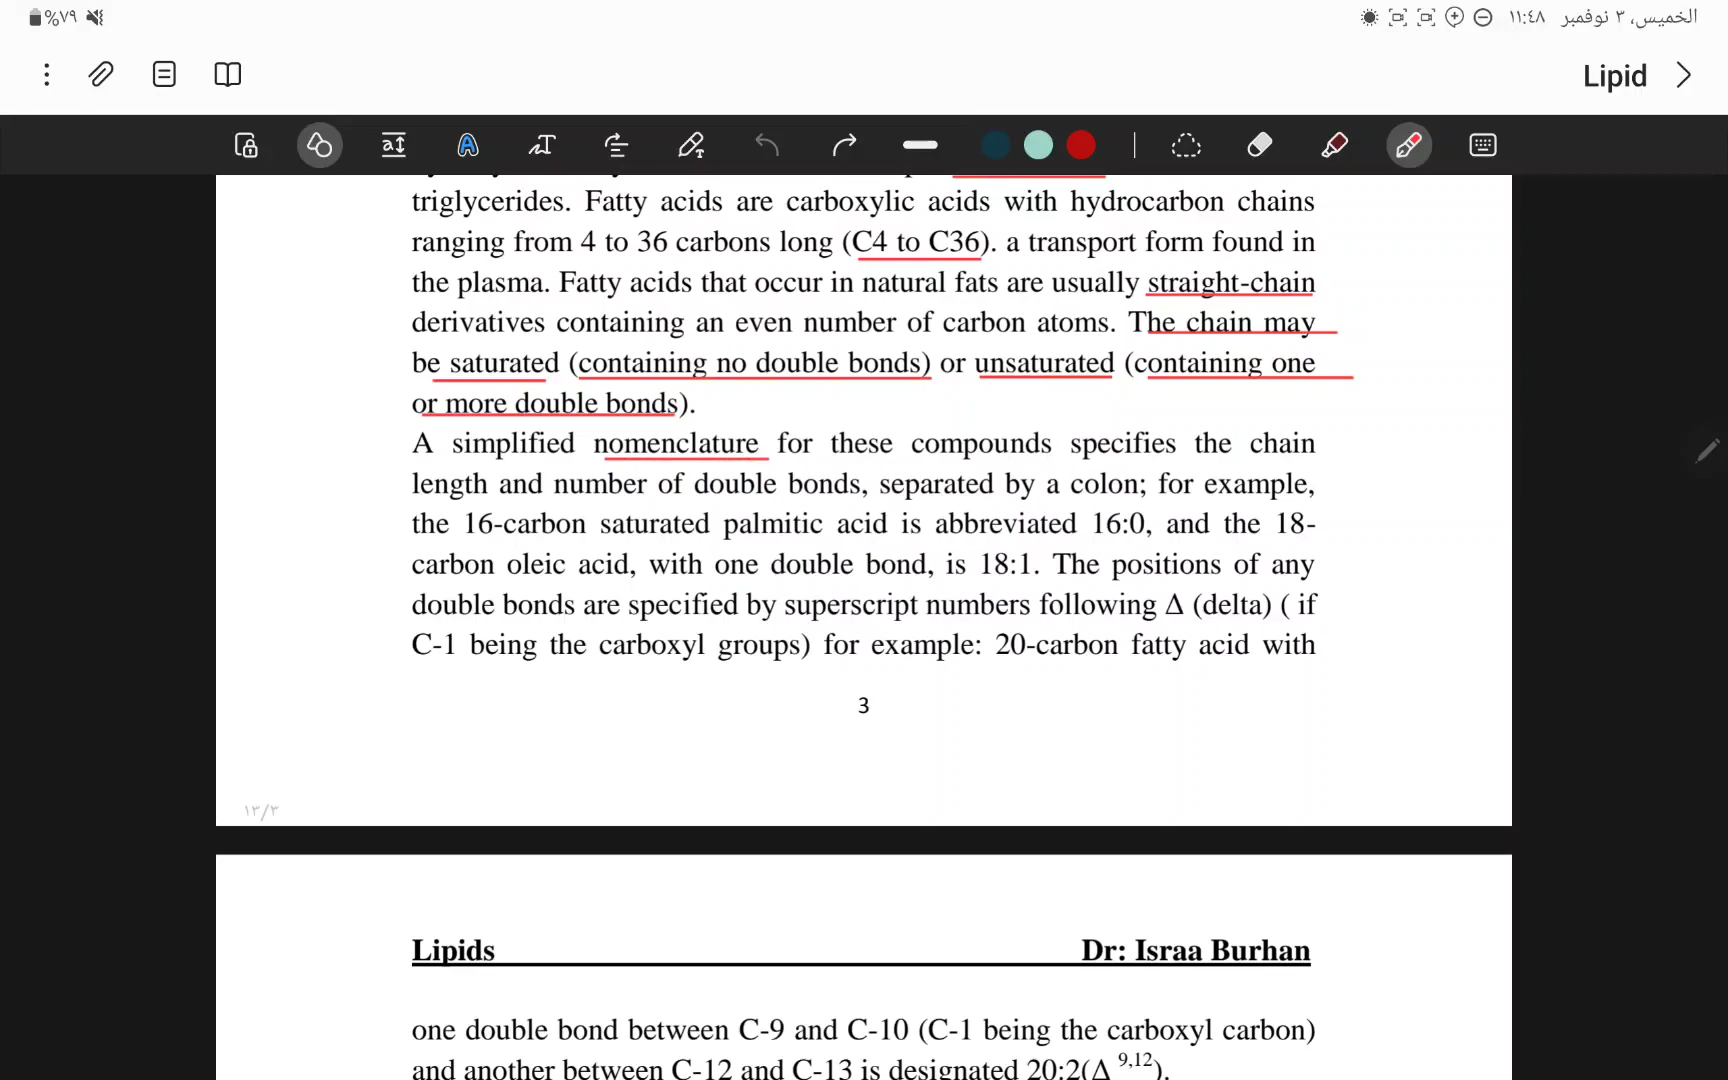 %٧٩
الخميس، ٣ نوفمبر ١١:٤٨
Lipid
triglycerides. Fatty acids are carboxylic acids with hydrocarbon chains
ranging from 4 to 36 carbons long (C4 to C36). a transport form found in
the plasma. Fatty acids that occur in natural fats are usually straight-chain
derivatives containing an even number of carbon atoms. The chain may
be saturated (containing no double bonds) or unsaturated (containing one
or more double bonds).
A simplified nomenclature for these compounds specifies the chain
length and number of double bonds, separated by a colon; for example,
the 16-carbon saturated palmitic acid is abbreviated 16:0, and the 18-
carbon oleic acid, with one double bond, is 18:1. The positions of any
double bonds are specified by superscript numbers following Δ (delta) ( if
C-1 being the carboxyl groups) for example: 20-carbon fatty acid with
3
١٣/٣
Lipids Dr: Israa Burhan
one double bond between C-9 and C-10 (C-1 being the carboxyl carbon)
and another between C-12 and C-13 is designated 20:2(Δ 9,12).